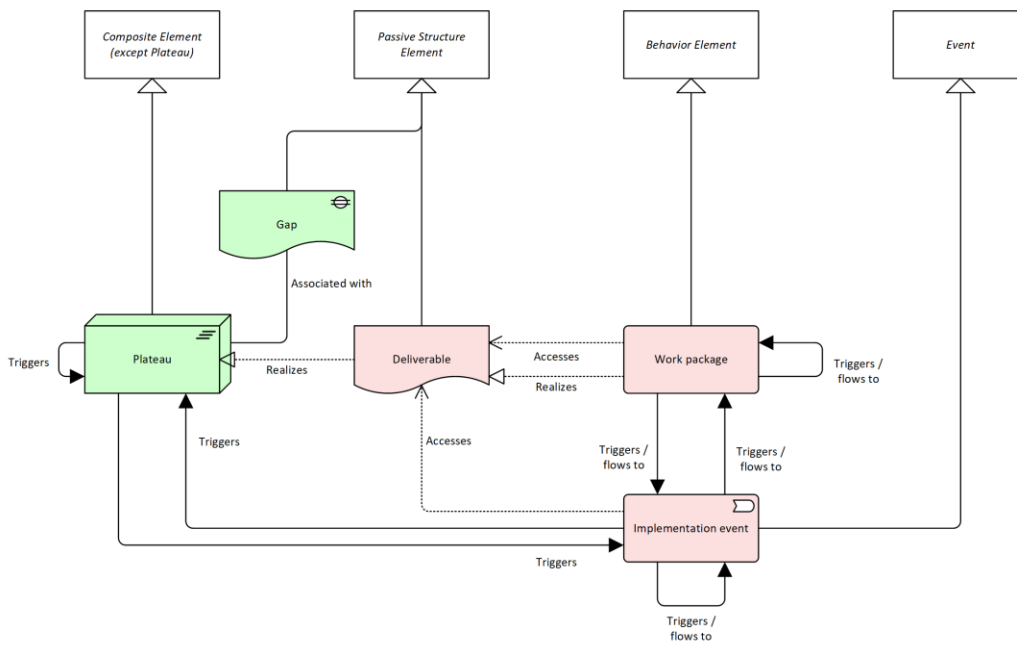 Composite Element
(except Plateau)
Passive Structure
Element
Behavior Element
Event
Gap
Associated with
Triggers
Plateau
Realizes
Deliverable
Accesses
Realizes
Work package
Triggers /
flows to
Triggers
Accesses
Triggers /
flows to
Triggers /
flows to
Implementation event
Triggers
Triggers /
flows to